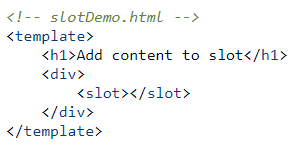 <!-- slotDemo.html -->
<template>
    <h1>Add content to slot</h1>
    <div>
        <slot></slot>
    </div>
</template>